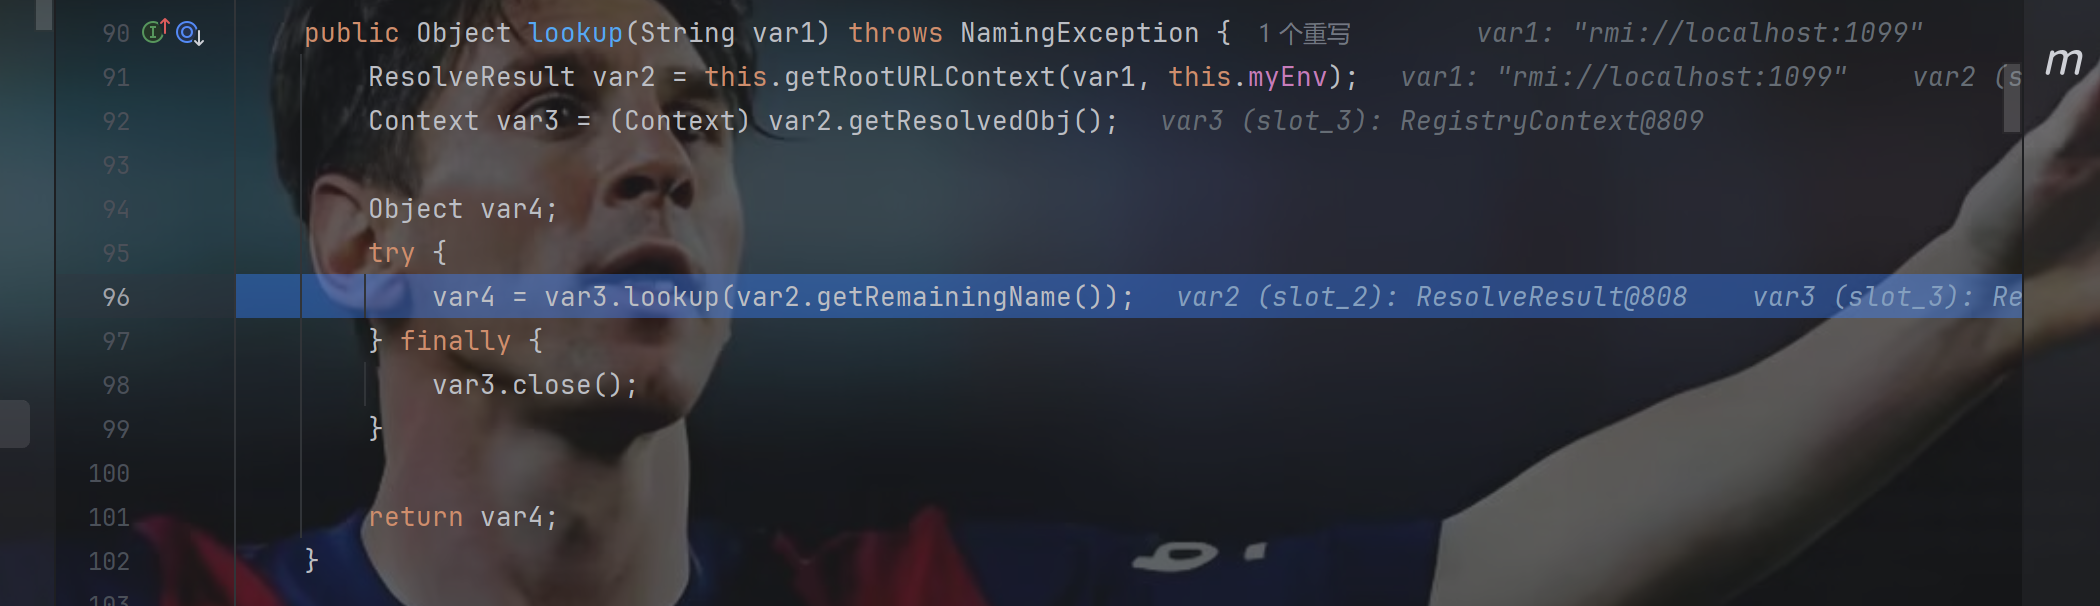 90 public Object lookup(String var1) throws NamingException { 1 个重写 var1: "rmi://localhost:1099"
91 ResolveResult var2 = this.getRootURLContext(var1, this.myEnv); var1: "rmi://localhost:1099" var2 (s
92 Context var3 = (Context) var2.getResolvedObj(); var3 (slot_3): RegistryContext@809
93
94 Object var4;
95 try {
96 var4 = var3.lookup(var2.getRemainingName()); var2 (slot_2): ResolveResult@808 var3 (slot_3): Re
97 } finally {
98 var3.close();
99 }
100
101 return var4;
102 }
103
m